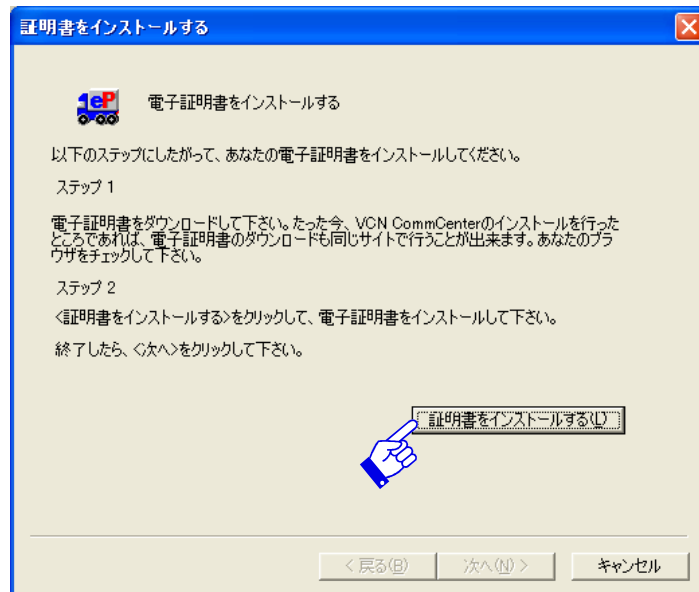 証明書をインストールする
1eP
電子証明書をインストールする
以下のステップにしたがって、あなたの電子証明書をインストールしてください。
ステップ 1
電子証明書をダウンロードして下さい。たった今、VCN CommCenterのインストールを行った
ところであれば、電子証明書のダウンロードも同じサイトで行うことが出来ます。あなたのブラ
ウザをチェックして下さい。
ステップ 2
<証明書をインストールする>をクリックして、電子証明書をインストールして下さい。
終了したら、<次へ>をクリックして下さい。
証明書をインストールする(L)
< 戻る(B)
次へ(N) >
キャンセル